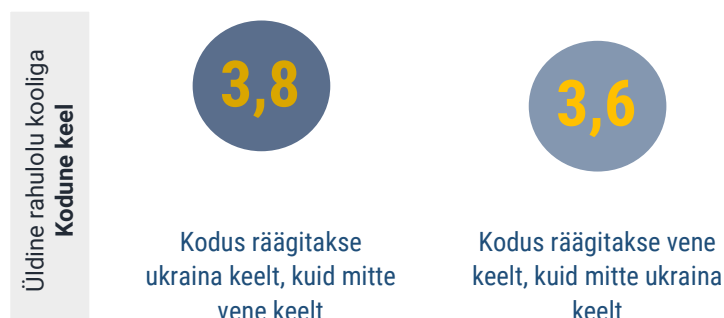 Üldine rahulolu kooliga
Kodune keel
3,8
3,6
Kodus räägitakse
ukraina keelt, kuid mitte
vene keelt
Kodus räägitakse vene
keelt, kuid mitte ukraina
keelt